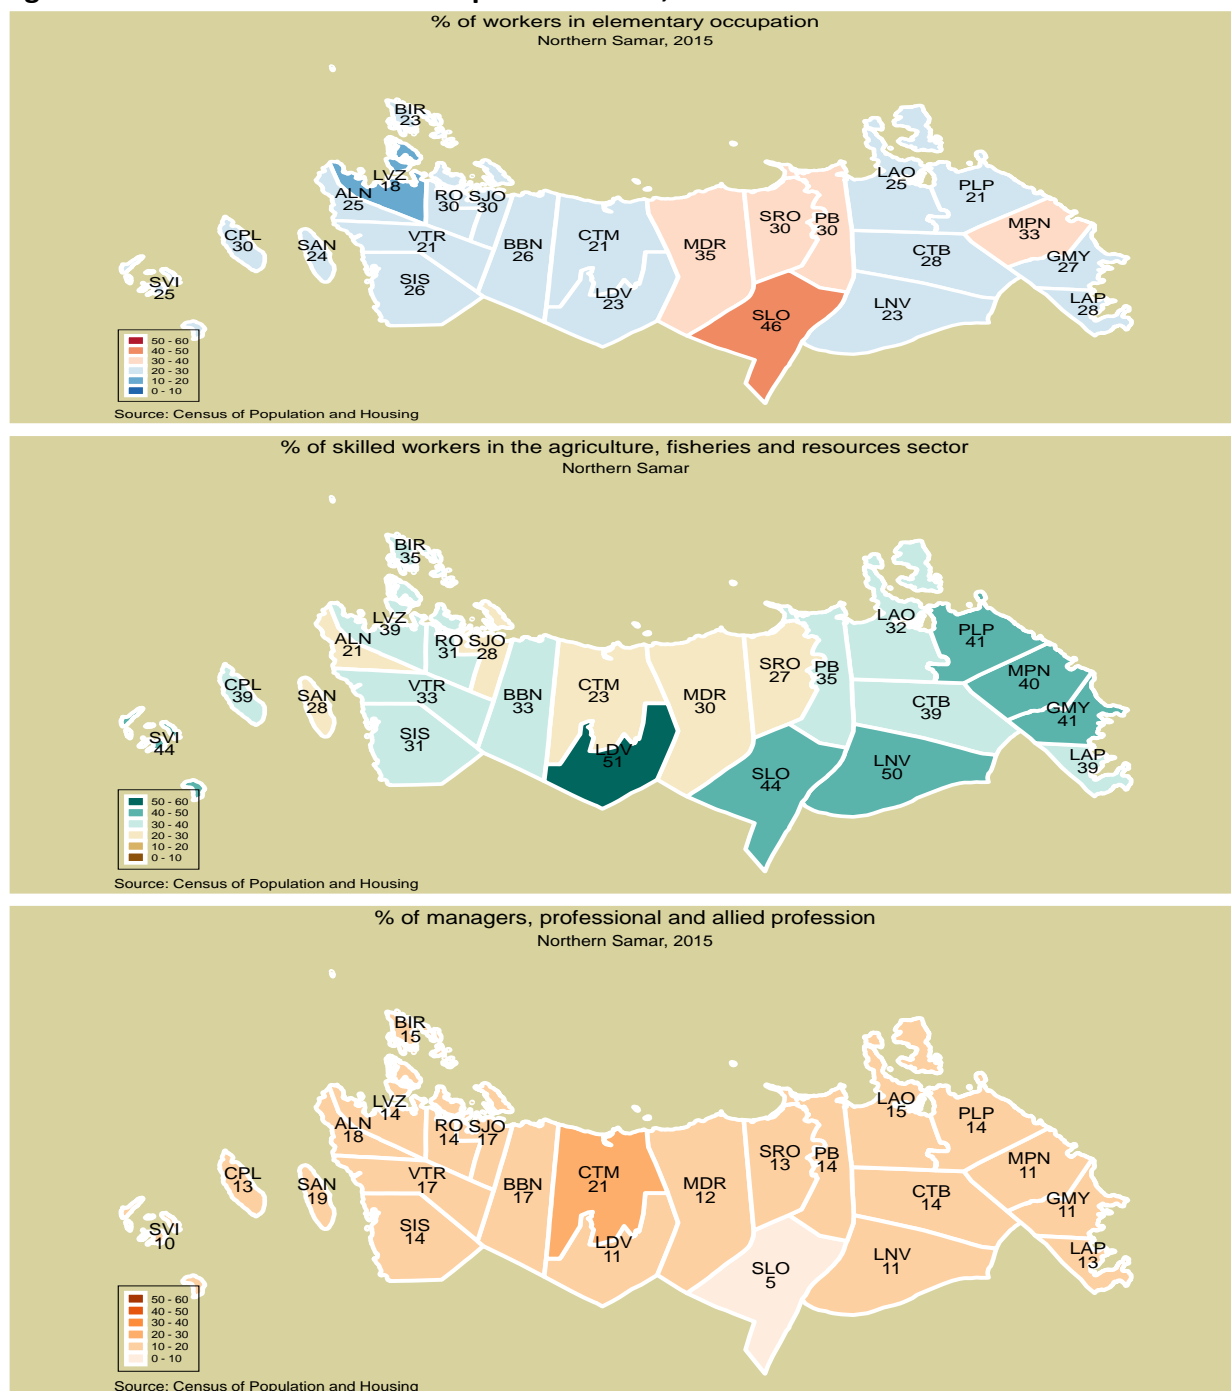 % of workers in elementary occupation
Northern Samar, 2015
BIR
23
LVZ
18
ALN
25
RO
30
SJO
30
LAO
25
PLP
21
CPL
30
SAN
24
VTR
21
BBN
26
CTM
21
MDR
35
SRO
30
PB
30
MPN
33
CTB
28
GMY
27
SVI
25
SIS
26
LDV
23
SLO
46
LNV
23
LAP
28
50 - 60
40 - 50
30 - 40
20 - 30
10 - 20
0 - 10
Source: Census of Population and Housing
% of skilled workers in the agriculture, fisheries and resources sector
Northern Samar
BIR
35
LVZ
39
ALN
21
RO
31
SJO
28
LAO
32
PLP
41
CPL
39
SAN
28
VTR
33
BBN
33
CTM
23
MDR
30
SRO
27
PB
35
MPN
40
CTB
39
GMY
41
SVI
44
SIS
31
LDV
51
SLO
44
LNV
50
LAP
39
50 - 60
40 - 50
30 - 40
20 - 30
10 - 20
0 - 10
Source: Census of Population and Housing
% of managers, professional and allied profession
Northern Samar, 2015
BIR
15
LVZ
14
ALN
18
RO
14
SJO
17
LAO
15
PLP
14
CPL
13
SAN
19
VTR
17
BBN
17
CTM
21
MDR
12
SRO
13
PB
14
MPN
11
CTB
14
GMY
11
SVI
10
SIS
14
LDV
11
SLO
5
LNV
11
LAP
13
50 - 60
40 - 50
30 - 40
20 - 30
10 - 20
0 - 10
Source: Census of Population and Housing